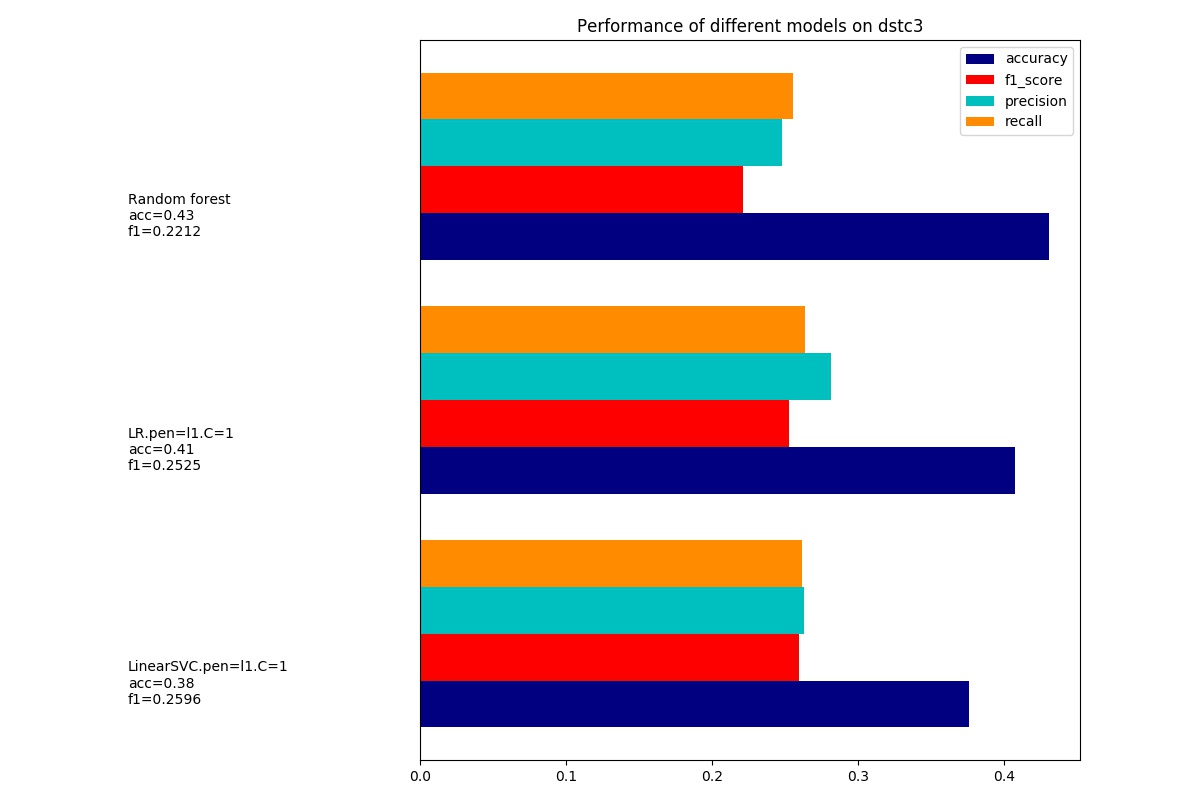 Performance of different models on dstc3
accuracy
f1_score
precision
recall
Random forest
acc=0.43
f1=0.2212
LR.pen=l1.C=1
acc=0.41
f1=0.2525
LinearSVC.pen=l1.C=1
acc=0.38
f1=0.2596
0.0 0.1 0.2 0.3 0.4